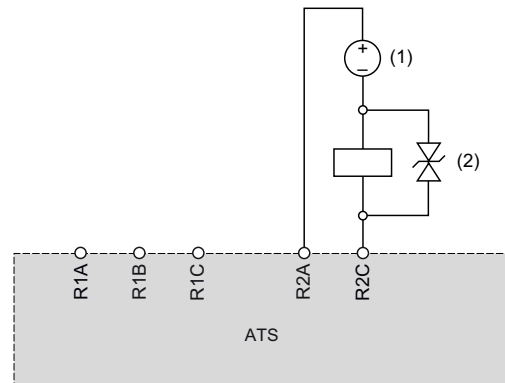 +
(1)
–
(2)
R1A
R1B
R1C
R2A
R2C
ATS